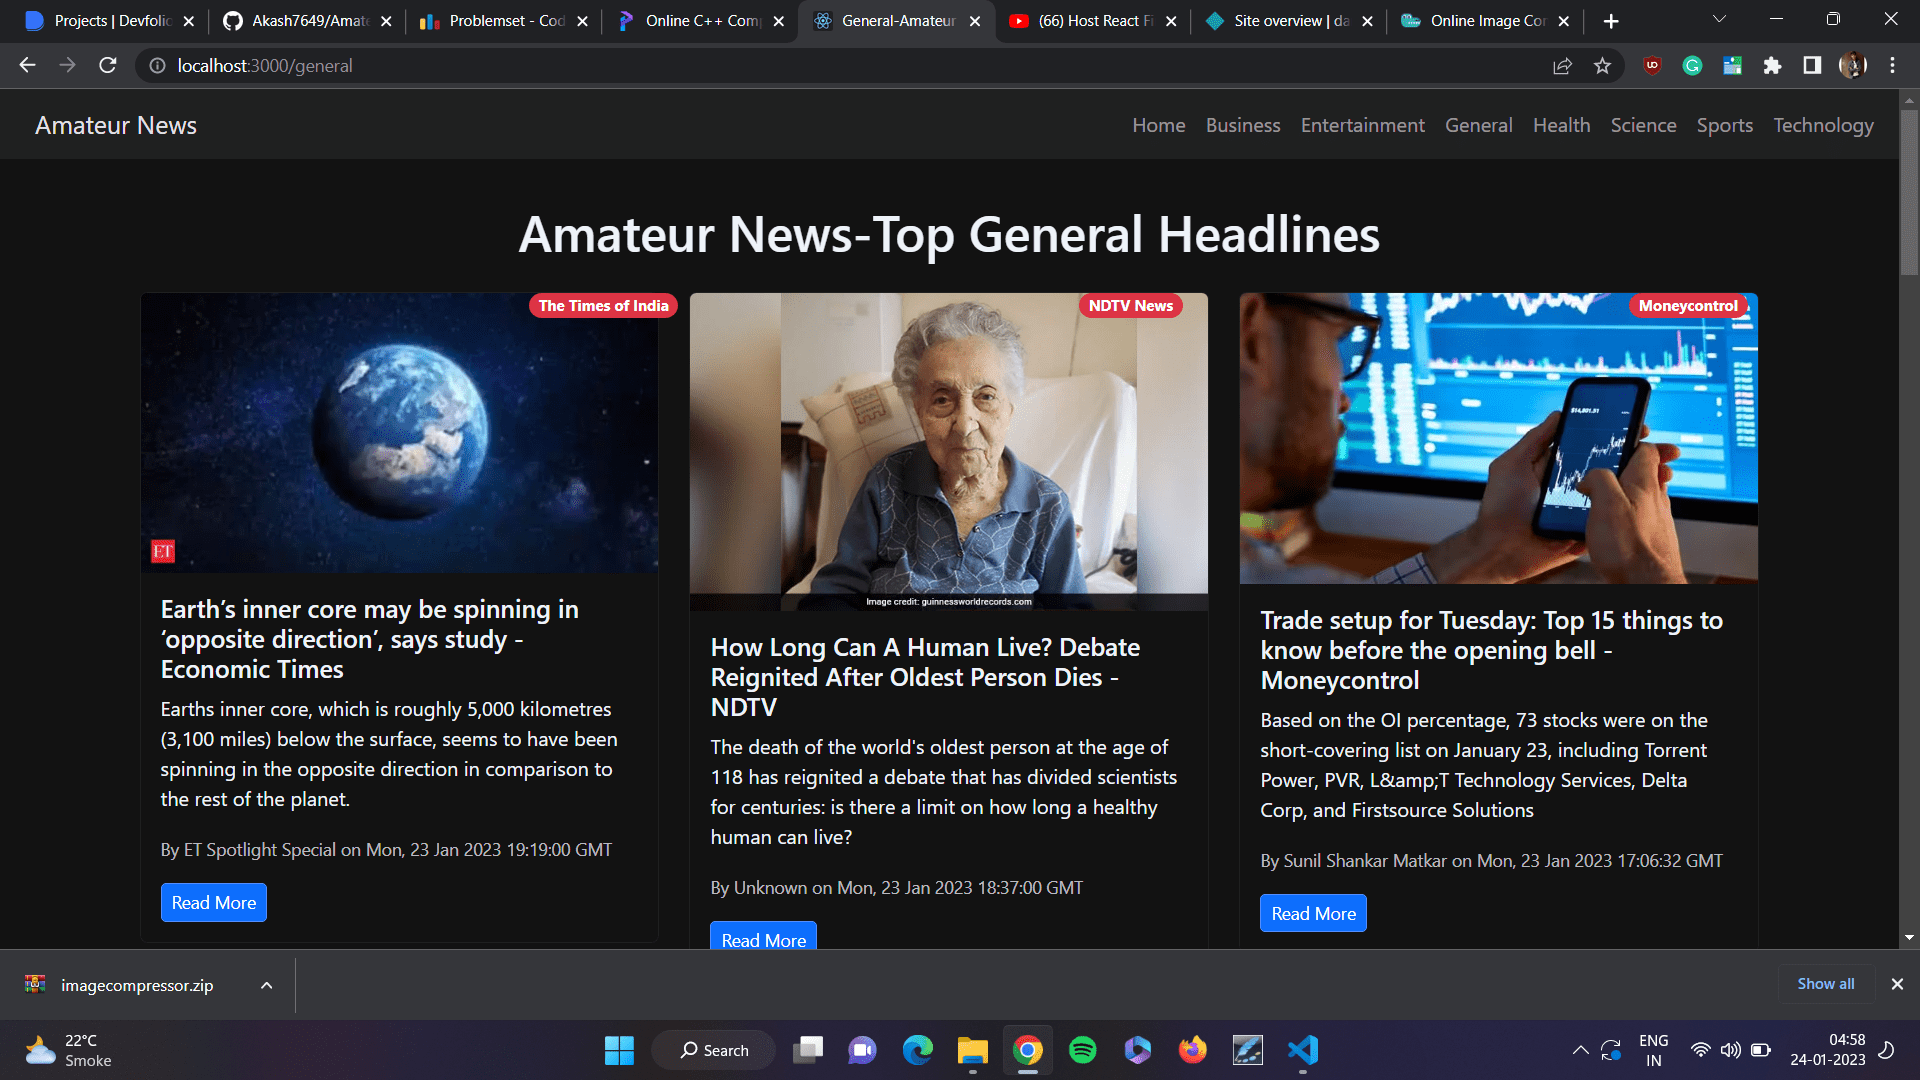 Projects | Devfolio
Akash7649/Amate
Problemset - Cod
Online C++ Comp
General-Amateur
(66) Host React Fi
Site overview | da
Online Image Cor
localhost:3000/general
Amateur News
Home Business Entertainment General Health Science Sports Technology
Amateur News-Top General Headlines
The Times of India
ET
Earth’s inner core may be spinning in
‘opposite direction’, says study -
Economic Times
Earths inner core, which is roughly 5,000 kilometres
(3,100 miles) below the surface, seems to have been
spinning in the opposite direction in comparison to
the rest of the planet.
By ET Spotlight Special on Mon, 23 Jan 2023 19:19:00 GMT
Read More
NDTV News
Image credit: guinnessworldrecords.com
How Long Can A Human Live? Debate
Reignited After Oldest Person Dies -
NDTV
The death of the world's oldest person at the age of
118 has reignited a debate that has divided scientists
for centuries: is there a limit on how long a healthy
human can live?
By Unknown on Mon, 23 Jan 2023 18:37:00 GMT
Read More
Moneycontrol
Trade setup for Tuesday: Top 15 things to
know before the opening bell -
Moneycontrol
Based on the OI percentage, 73 stocks were on the
short-covering list on January 23, including Torrent
Power, PVR, L&amp;T Technology Services, Delta
Corp, and Firstsource Solutions
By Sunil Shankar Matkar on Mon, 23 Jan 2023 17:06:32 GMT
Read More
imagecompressor.zip
Show all
22°C
Smoke
Search
ENG
IN
04:58
24-01-2023